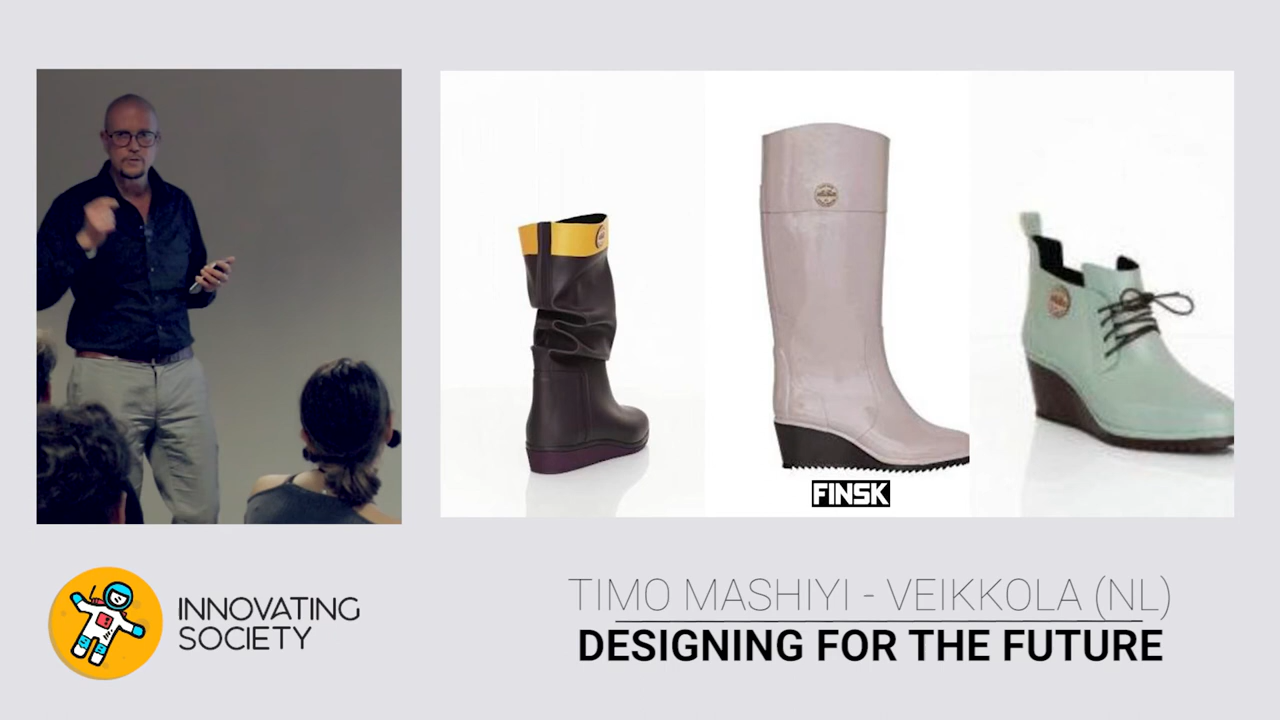 FINSK
INNOVATING
SOCIETY
TIMO MASHIYI - VEIKKOLA (NL)
DESIGNING FOR THE FUTURE